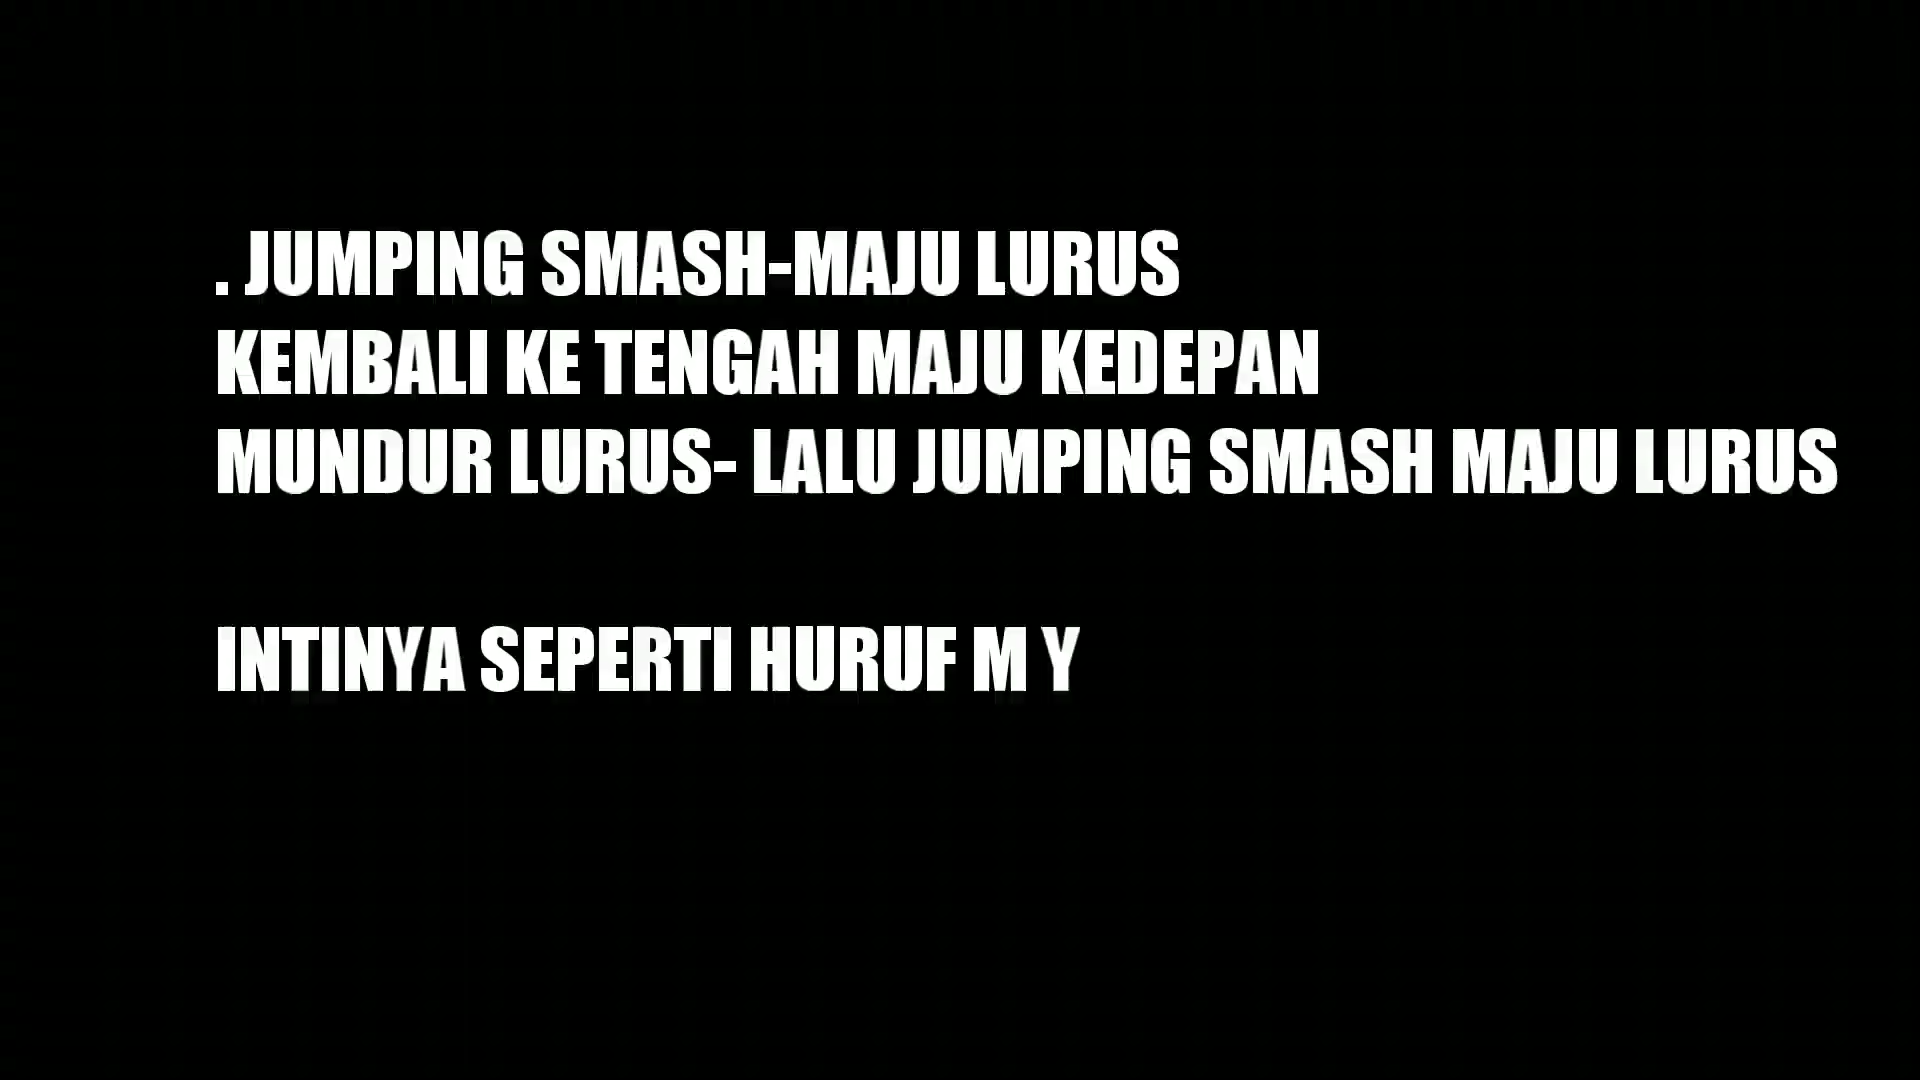 . JUMPING SMASH-MAJU LURUS
KEMBALI KE TENGAH MAJU KEDEPAN
MUNDUR LURUS- LALU JUMPING SMASH MAJU LURUS
INTINYA SEPERTI HURUF M Y